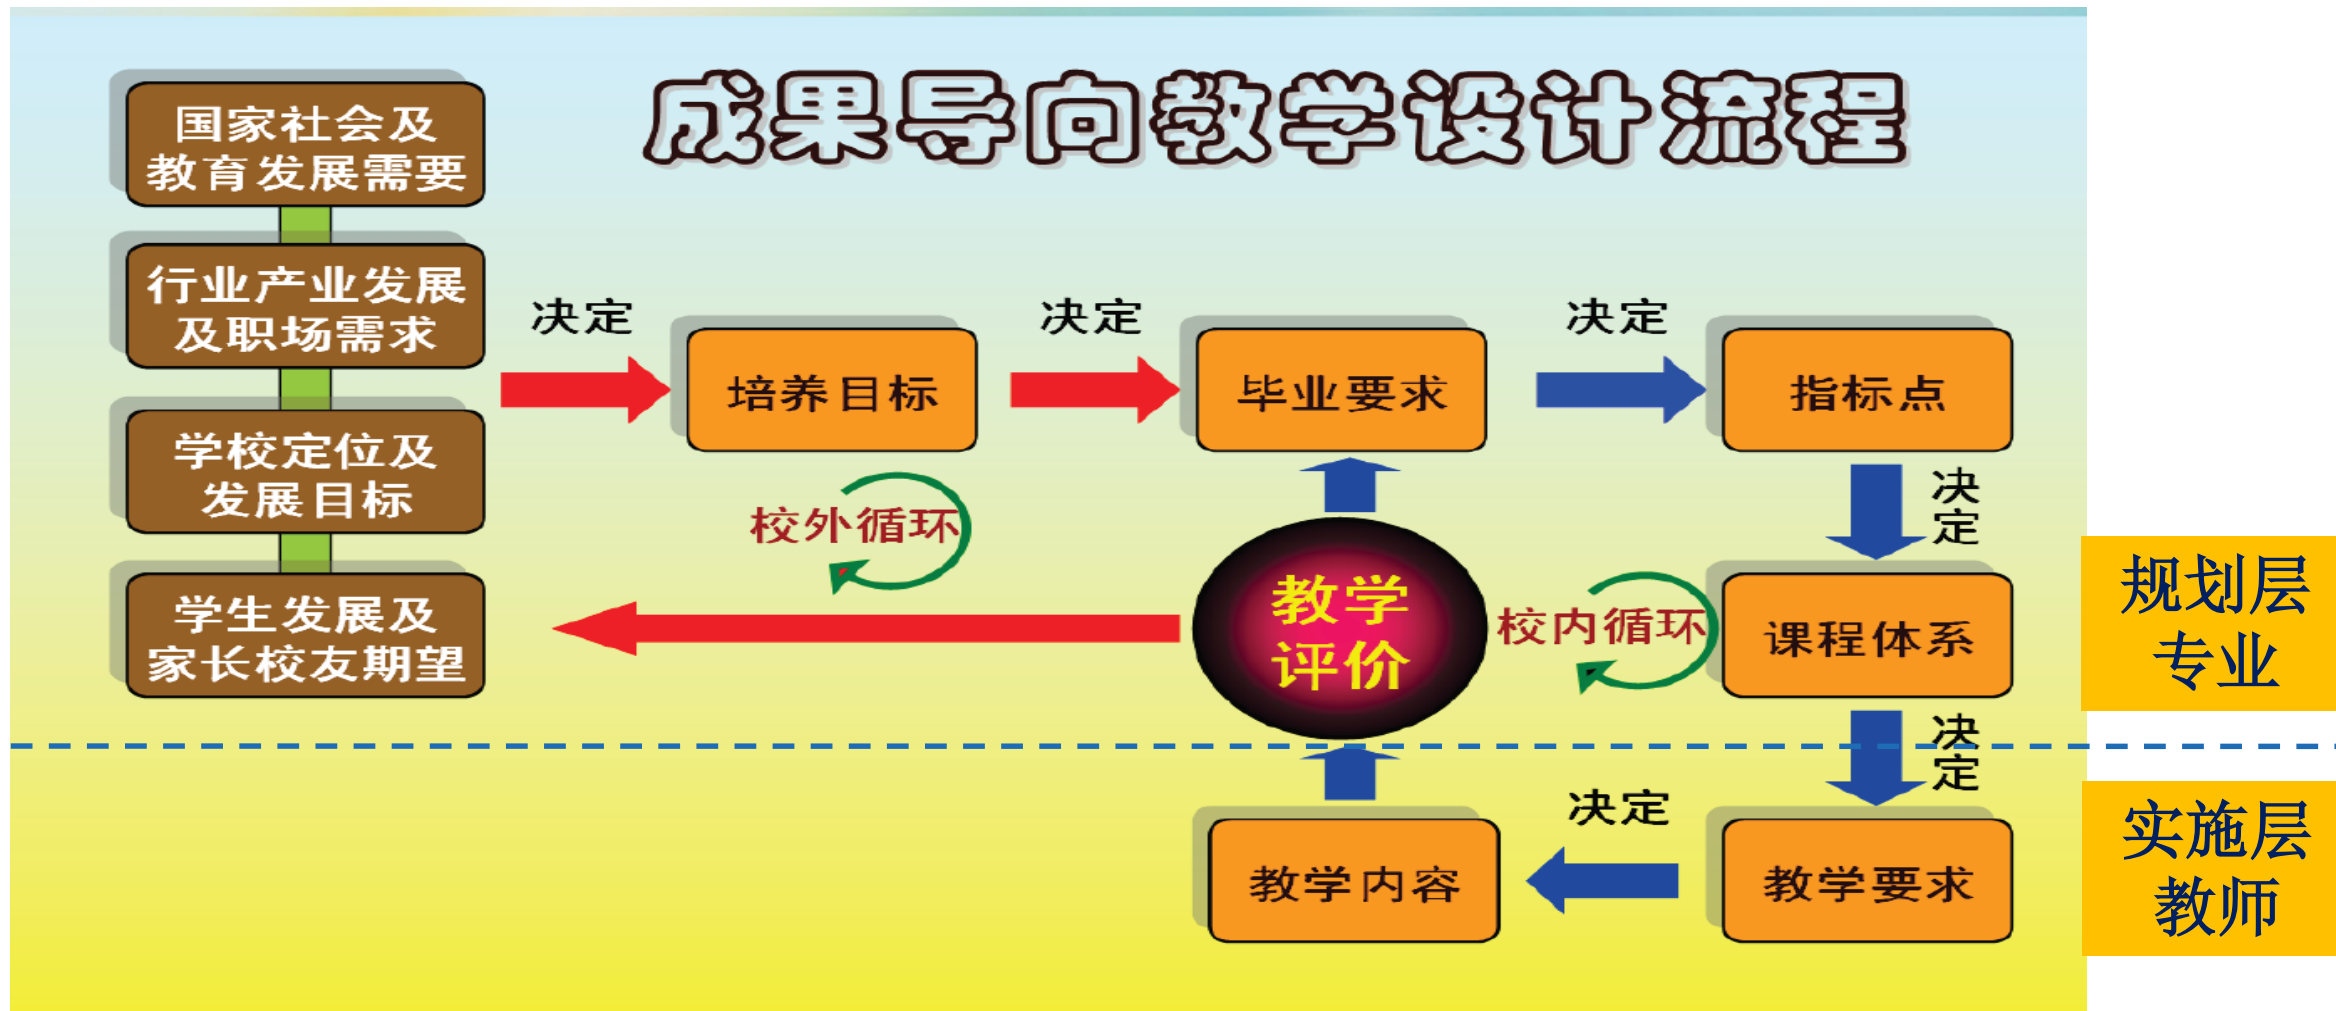 成果导向教学设计流程
国家社会及
教育发展需要
行业产业发展
及职场需求
学校定位及
发展目标
学生发展及
家长校友期望
决定
培养目标
决定
毕业要求
决定
指标点
决
定
校外循环
教学
评价
校内循环
课程体系
规划层
专业
决
定
决定
教学内容
教学要求
实施层
教师